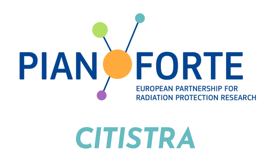 PIANOFORTE
EUROPEAN PARTNERSHIP FOR
RADIATION PROTECTION RESEARCH
CITISTRA